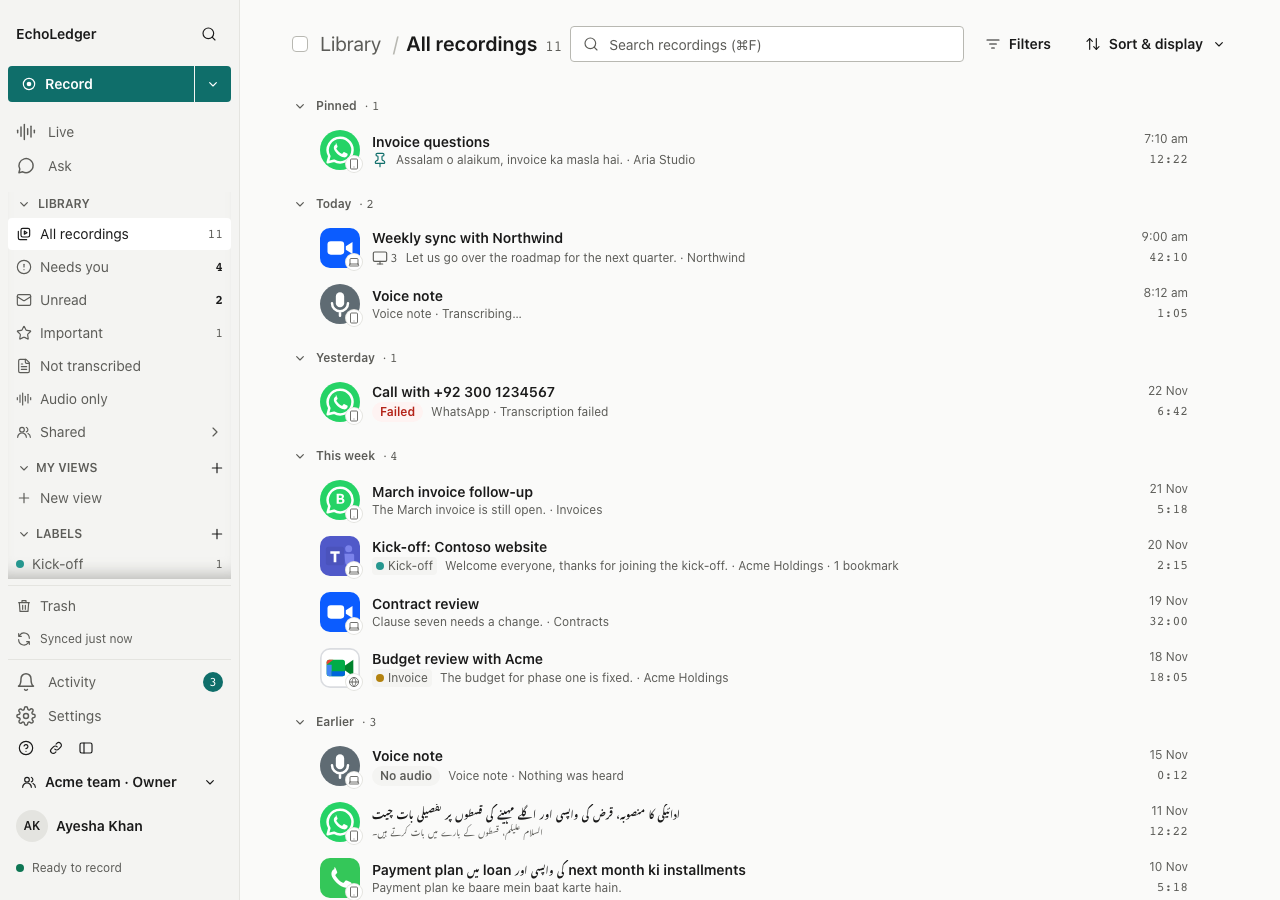 EchoLedger
Record
Live
Ask
LIBRARY
All recordings 11
Needs you 4
Unread 2
Important 1
Not transcribed
Audio only
Shared
MY VIEWS
New view
LABELS
Kick-off 1
Trash
Synced just now
Activity 3
Settings
Acme team · Owner
AK Ayesha Khan
Ready to record
Library / All recordings 11
Search recordings (⌘F)
Filters
Sort & display
Pinned · 1
Invoice questions 7:10 am
Assalam o alaikum, invoice ka masla hai. · Aria Studio 12:22
Today · 2
Weekly sync with Northwind 9:00 am
3 Let us go over the roadmap for the next quarter. · Northwind 42:10
Voice note 8:12 am
Voice note · Transcribing... 1:05
Yesterday · 1
Call with +92 300 1234567 22 Nov
Failed WhatsApp · Transcription failed 6:42
This week · 4
B
March invoice follow-up 21 Nov
The March invoice is still open. · Invoices 5:18
T
Kick-off: Contoso website 20 Nov
Kick-off Welcome everyone, thanks for joining the kick-off. · Acme Holdings · 1 bookmark 2:15
Contract review 19 Nov
Clause seven needs a change. · Contracts 32:00
Budget review with Acme 18 Nov
Invoice The budget for phase one is fixed. · Acme Holdings 18:05
Earlier · 3
Voice note 15 Nov
No audio Voice note · Nothing was heard 0:12
ادائیگی کا منصوبہ، قرض کی واپسی اور اگلے مہینے کی قسطوں پر تفصیلی بات چیت 11 Nov
السلام علیکم، قسطوں کے بارے میں بات کرتے ہیں۔ 12:22
Payment plan میں loan کی واپسی اور next month ki installments 10 Nov
Payment plan ke baare mein baat karte hain. 5:18